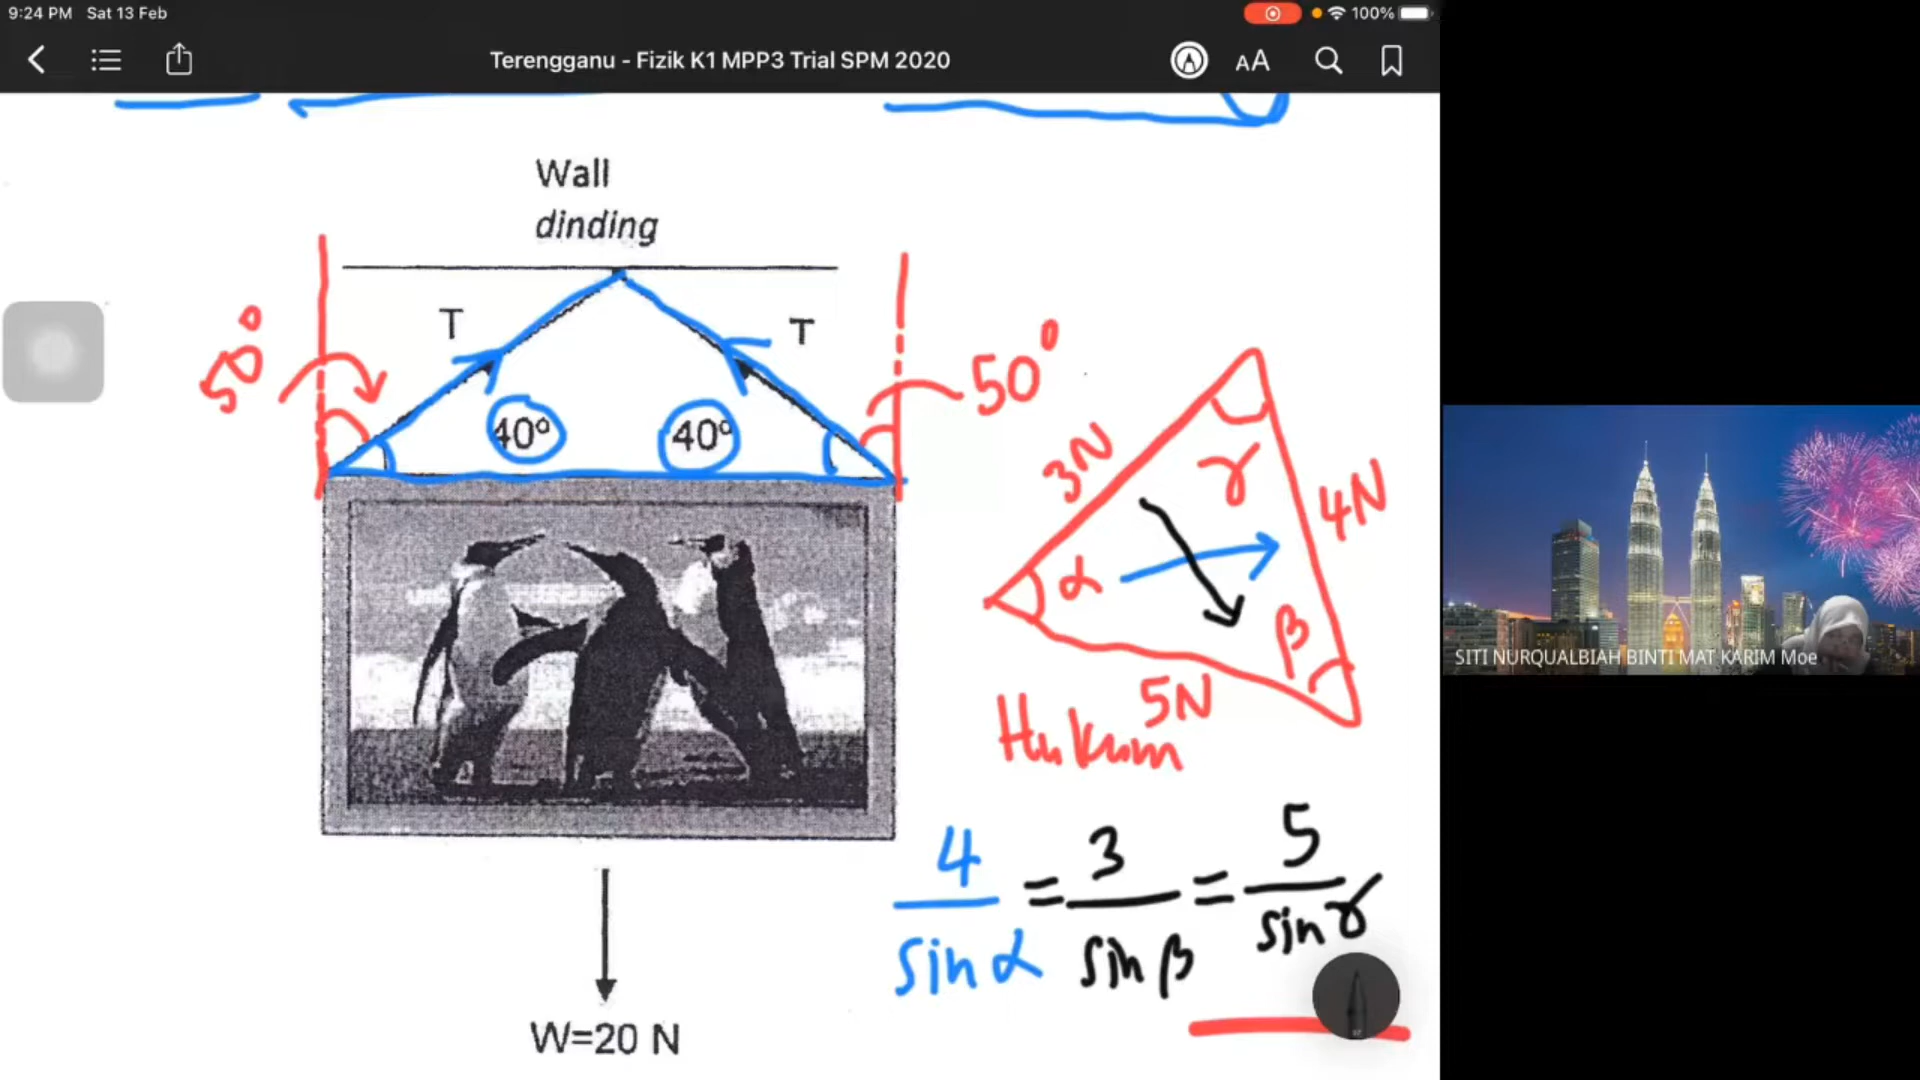 9:24 PM Sat 13 Feb
100%
Terengganu - Fizik K1 MPP3 Trial SPM 2020
AA
Wall
dinding
T
T
50°
50°
40°
40°
3N
γ
4N
α
β
5N
Hukum
SITI NURQUALBIAH BINTI MAT KARIM Moe
4/sin α = 3/sin β = 5/sin γ
W=20 N